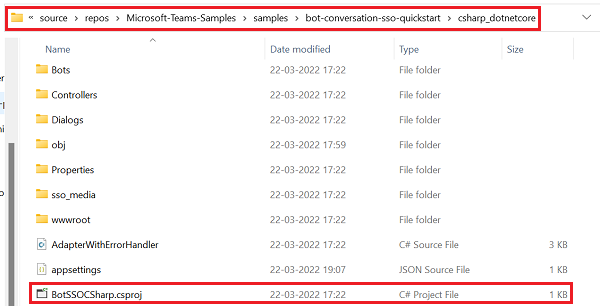 « source › repos › Microsoft-Teams-Samples › samples › bot-conversation-sso-quickstart › csharp_dotnetcore
Name Date modified Type Size
Bots 22-03-2022 17:22 File folder
Controllers 22-03-2022 17:22 File folder
Dialogs 22-03-2022 17:22 File folder
obj 22-03-2022 17:59 File folder
Properties 22-03-2022 17:22 File folder
sso_media 22-03-2022 17:22 File folder
wwwroot 22-03-2022 17:22 File folder
AdapterWithErrorHandler 22-03-2022 17:22 C# Source File 3 KB
appsettings 22-03-2022 19:07 JSON Source File 1 KB
BotSSOCSharp.csproj 22-03-2022 17:22 C# Project File 1 KB